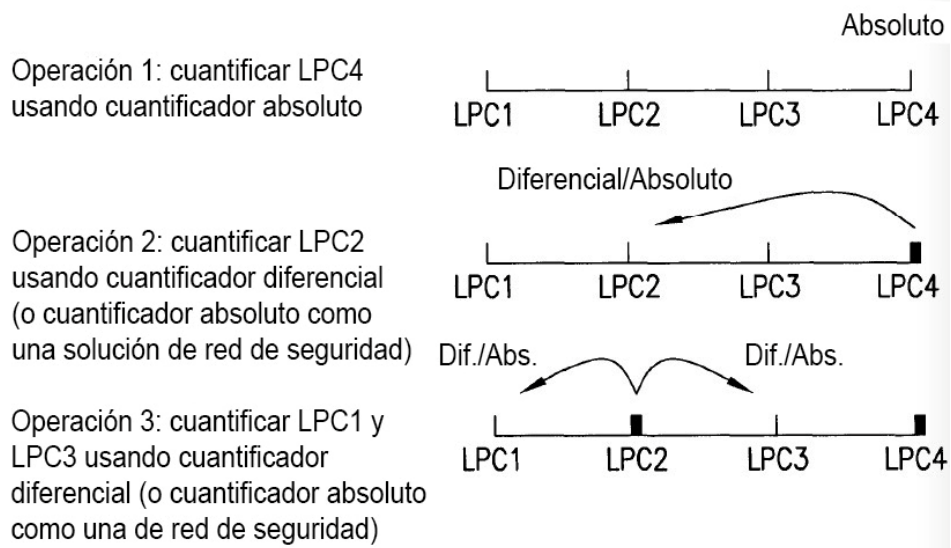 Absoluto
Operación 1: cuantificar LPC4
usando cuantificador absoluto
LPC1 LPC2 LPC3 LPC4
Diferencial/Absoluto
Operación 2: cuantificar LPC2
usando cuantificador diferencial
(o cuantificador absoluto como
una solución de red de seguridad)
LPC1 LPC2 LPC3 LPC4
Dif./Abs. Dif./Abs.
Operación 3: cuantificar LPC1 y
LPC3 usando cuantificador
diferencial (o cuantificador absoluto
como una de red de seguridad)
LPC1 LPC2 LPC3 LPC4